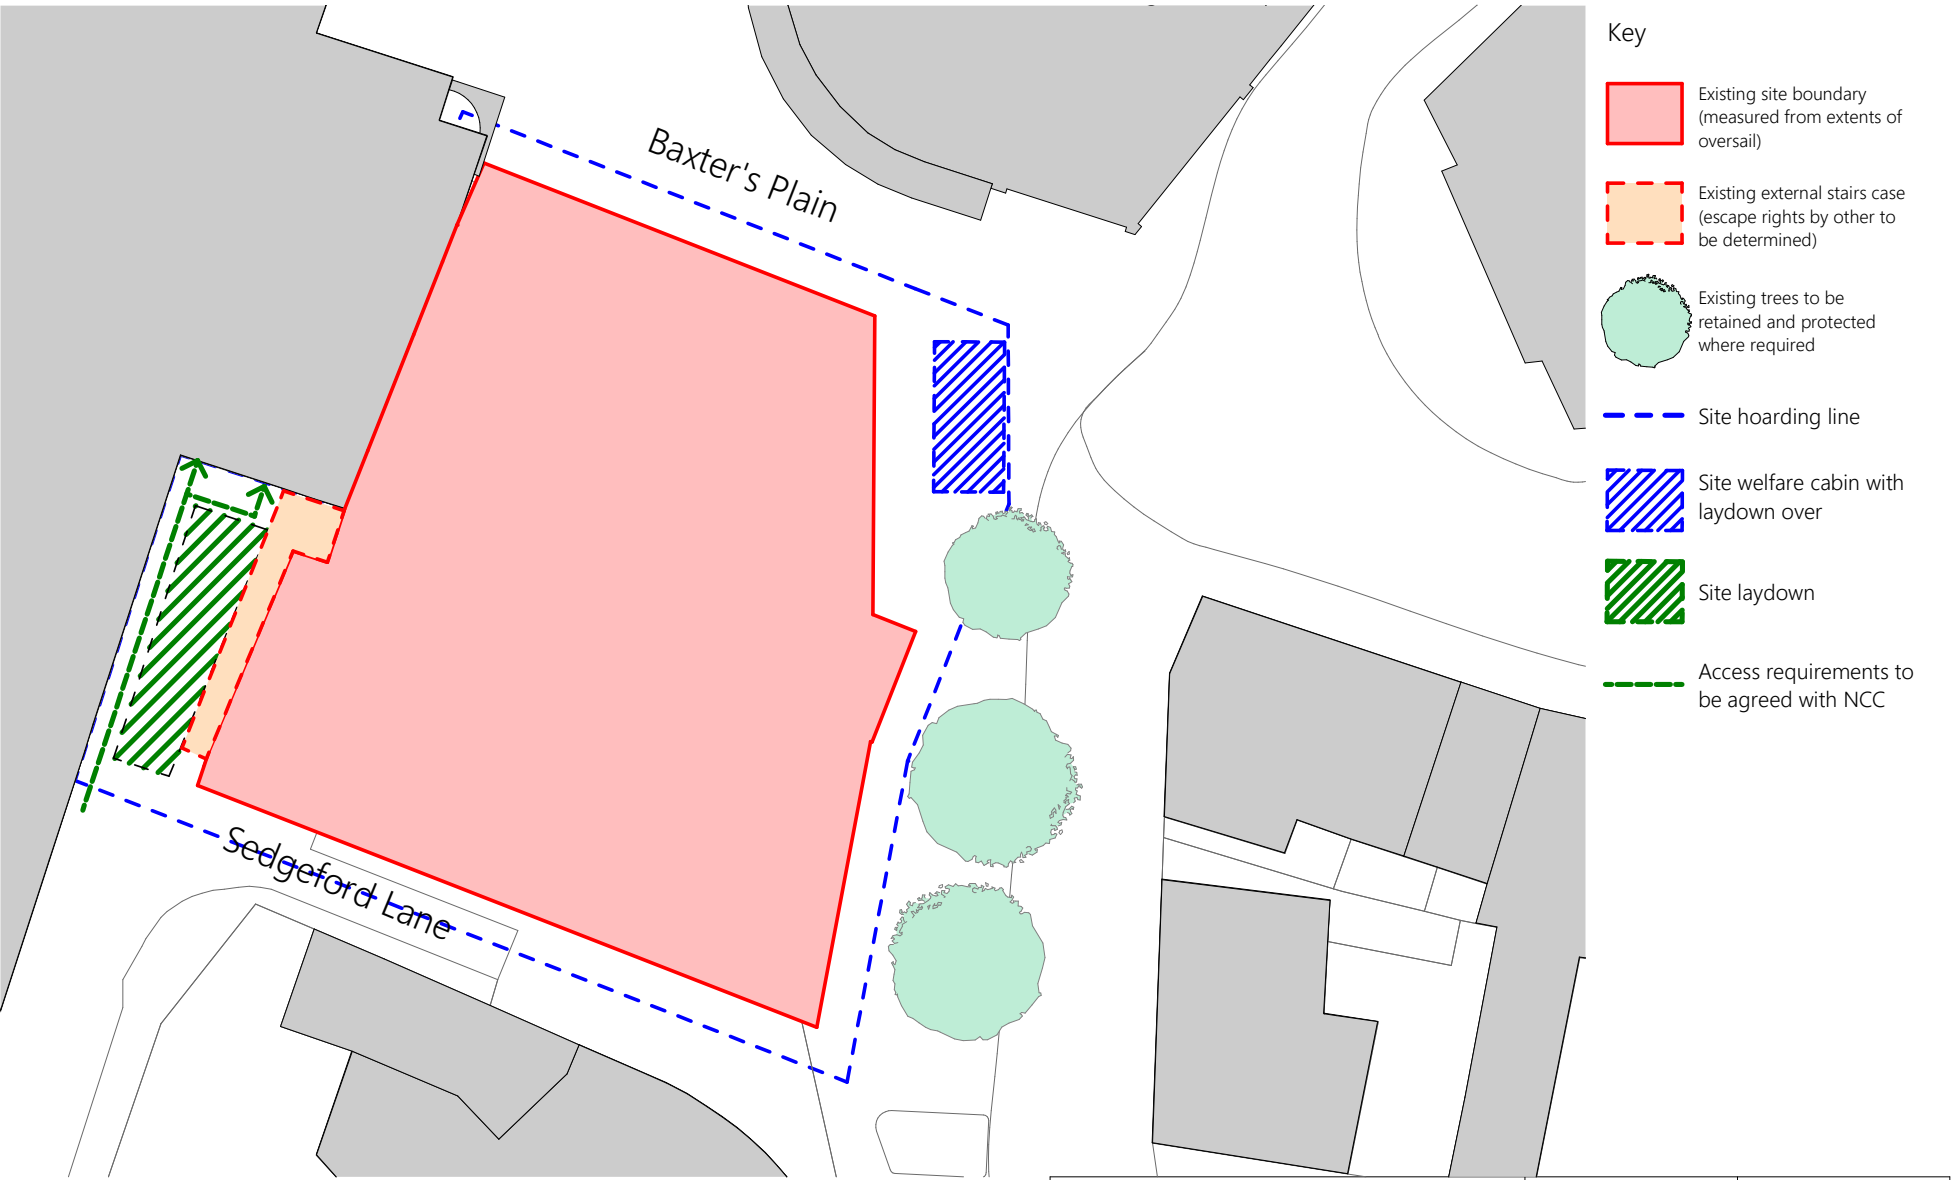 Baxter's Plain
Sedgeford Lane
Key
Existing site boundary
(measured from extents of
oversail)
Existing external stairs case
(escape rights by other to
be determined)
Existing trees to be
retained and protected
where required
Site hoarding line
Site welfare cabin with
laydown over
Site laydown
Access requirements to
be agreed with NCC